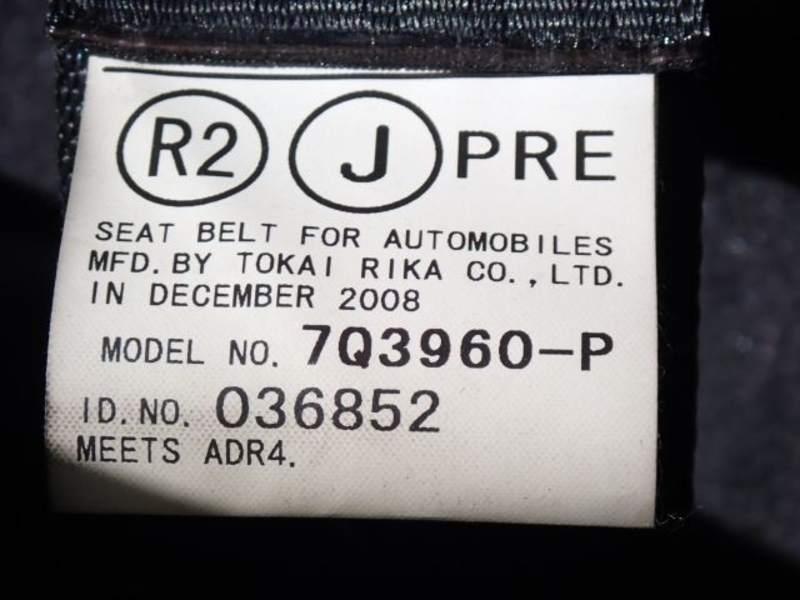 R2 J PRE
SEAT BELT FOR AUTOMOBILES
MFD. BY TOKAI RIKA CO., LTD.
IN DECEMBER 2008
MODEL NO. 7Q3960-P
ID. NO. 036852
MEETS ADR4.